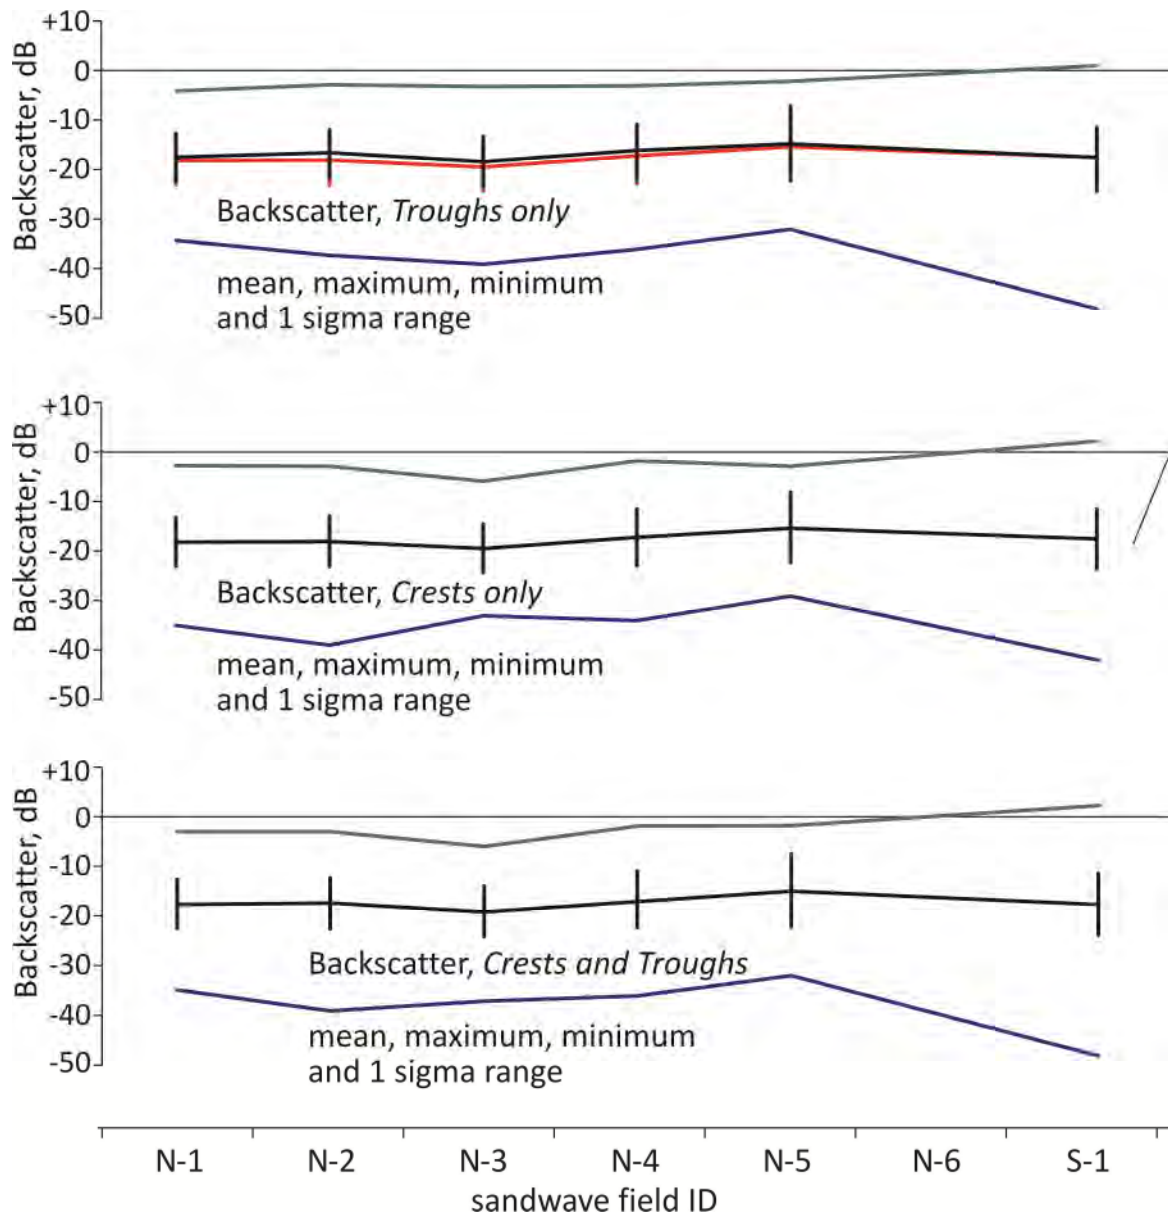 +10
0
-10
-20
-30
-40
-50
Backscatter, dB
Backscatter, Troughs only
mean, maximum, minimum
and 1 sigma range
+10
0
-10
-20
-30
-40
-50
Backscatter, dB
Backscatter, Crests only
mean, maximum, minimum
and 1 sigma range
+10
0
-10
-20
-30
-40
-50
Backscatter, dB
Backscatter, Crests and Troughs
mean, maximum, minimum
and 1 sigma range
N-1 N-2 N-3 N-4 N-5 N-6 S-1
sandwave field ID